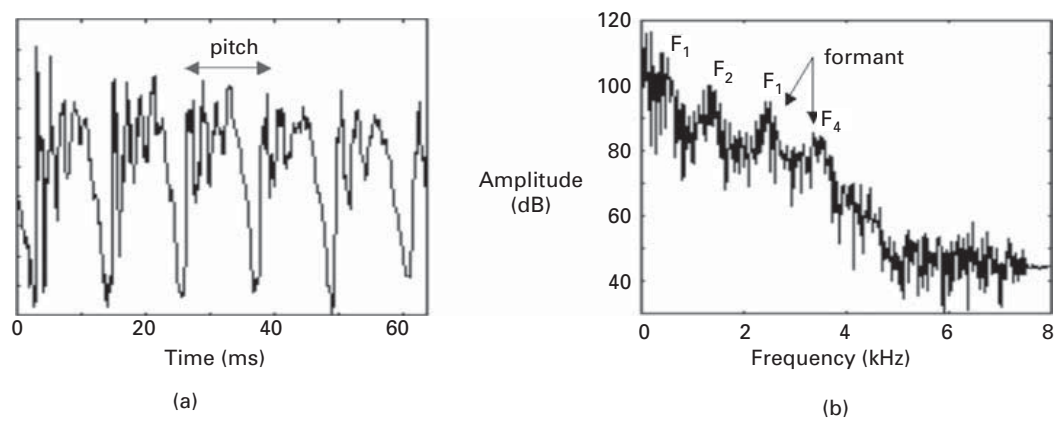 pitch
0 20 40 60
Time (ms)
(a)
Amplitude
(dB)
120
100
80
60
40
F₁
F₂
F₁
formant
F₄
0 2 4 6 8
Frequency (kHz)
(b)